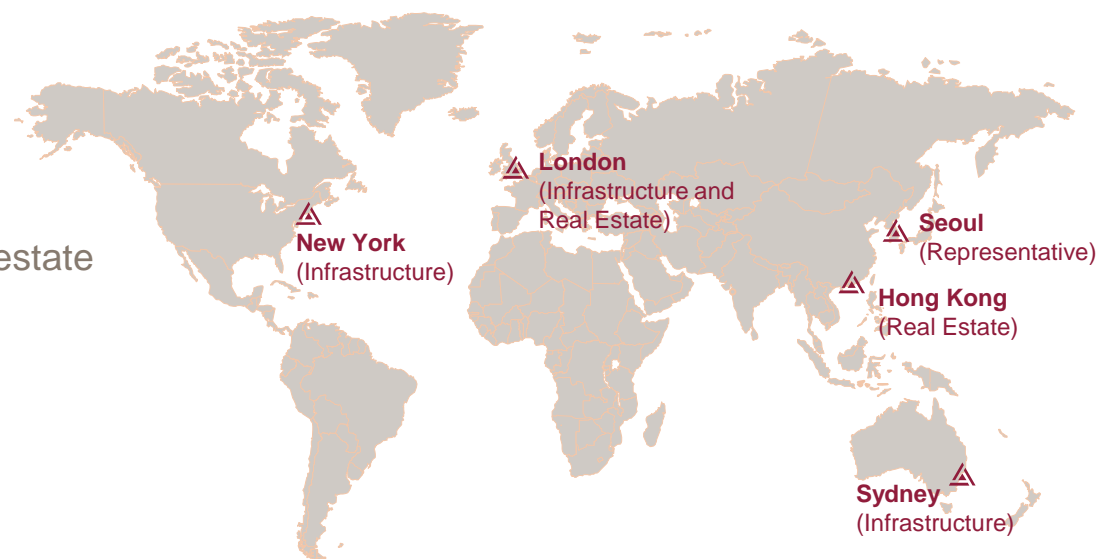 London
(Infrastructure and
Real Estate)
Seoul
(Representative)
New York
(Infrastructure)
estate
Hong Kong
(Real Estate)
Sydney
(Infrastructure)